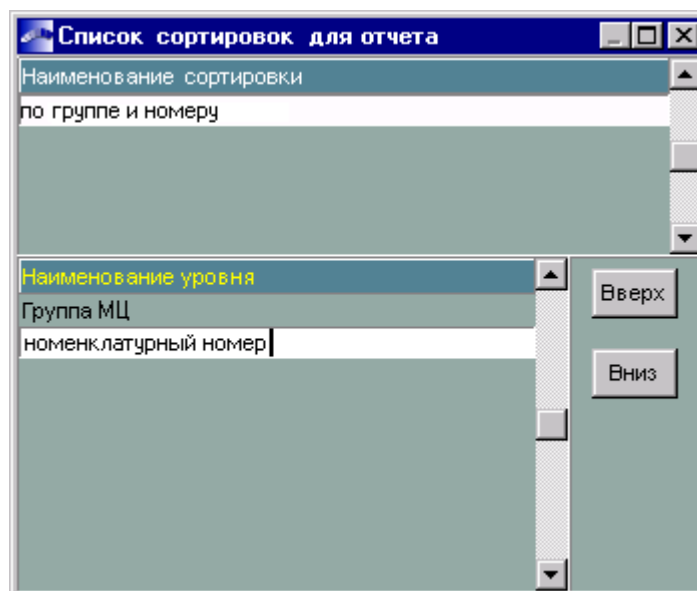 Список сортировок для отчета
Наименование сортировки
по группе и номеру
Наименование уровня
Группа МЦ
номенклатурный номер
Вверх
Вниз